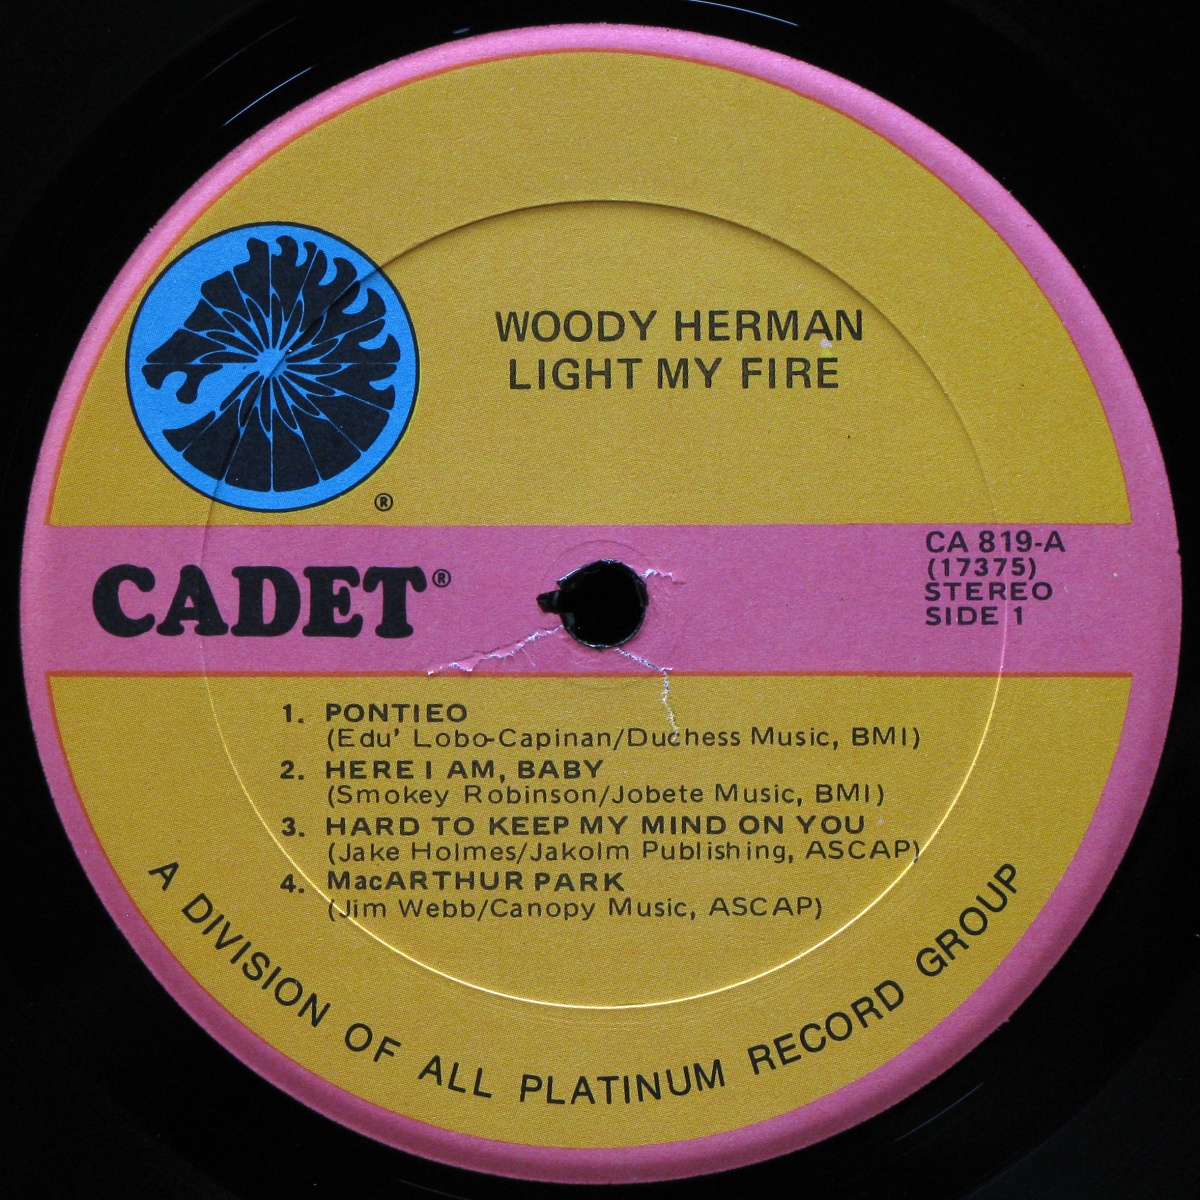 WOODY HERMAN
LIGHT MY FIRE
®
CADET®
CA 819-A
(17375)
STEREO
SIDE 1
1. PONTIEO
(Edu' Lobo-Capinan/Duchess Music, BMI)
2. HERE I AM, BABY
(Smokey Robinson/Jobete Music, BMI)
3. HARD TO KEEP MY MIND ON YOU
(Jake Holmes/Jakolm Publishing, ASCAP)
4. MacARTHUR PARK
(Jim Webb/Canopy Music, ASCAP)
A DIVISION OF ALL PLATINUM RECORD GROUP